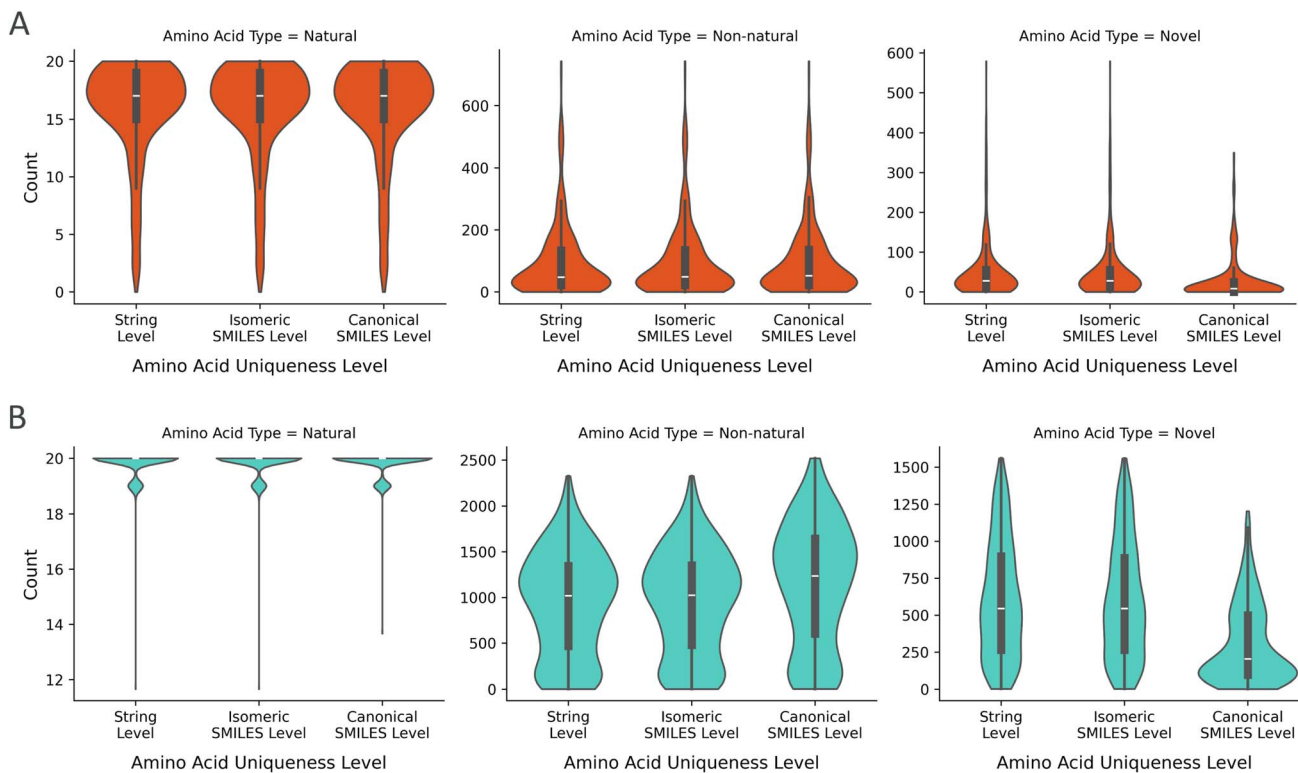 A
Amino Acid Type = Natural
Amino Acid Type = Non-natural
Amino Acid Type = Novel
Count
20
15
10
5
0
600
400
200
0
600
500
400
300
200
100
0
String Level
Isomeric SMILES Level
Canonical SMILES Level
String Level
Isomeric SMILES Level
Canonical SMILES Level
String Level
Isomeric SMILES Level
Canonical SMILES Level
Amino Acid Uniqueness Level
Amino Acid Uniqueness Level
Amino Acid Uniqueness Level
B
Amino Acid Type = Natural
Amino Acid Type = Non-natural
Amino Acid Type = Novel
Count
20
18
16
14
12
2500
2000
1500
1000
500
0
1500
1250
1000
750
500
250
0
String Level
Isomeric SMILES Level
Canonical SMILES Level
String Level
Isomeric SMILES Level
Canonical SMILES Level
String Level
Isomeric SMILES Level
Canonical SMILES Level
Amino Acid Uniqueness Level
Amino Acid Uniqueness Level
Amino Acid Uniqueness Level